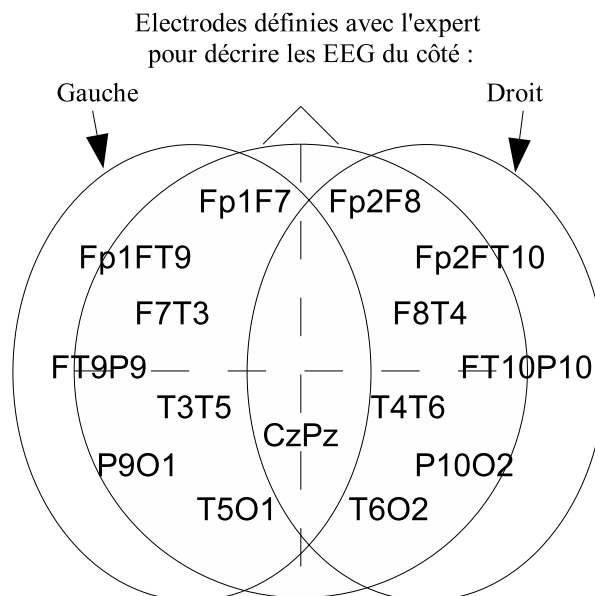 Electrodes définies avec l'expert
pour décrire les EEG du côté :
Gauche
Droit
Fp1F7
Fp2F8
Fp1FT9
Fp2FT10
F7T3
F8T4
FT9P9
FT10P10
T3T5
T4T6
CzPz
P9O1
P10O2
T5O1
T6O2